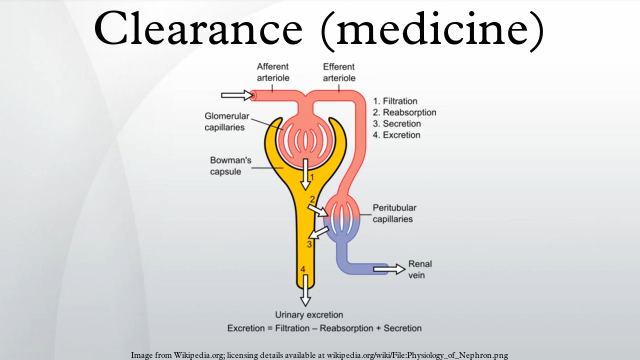 Clearance (medicine)
Afferent
arteriole
Efferent
arteriole
1. Filtration
2. Reabsorption
3. Secretion
4. Excretion
Glomerular
capillaries
Bowman's
capsule
1
2
Peritubular
capillaries
3
4
Renal
vein
Urinary excretion
Excretion = Filtration – Reabsorption + Secretion
Image from Wikipedia.org; licensing details available at wikipedia.org/wiki/File:Physiology_of_Nephron.png